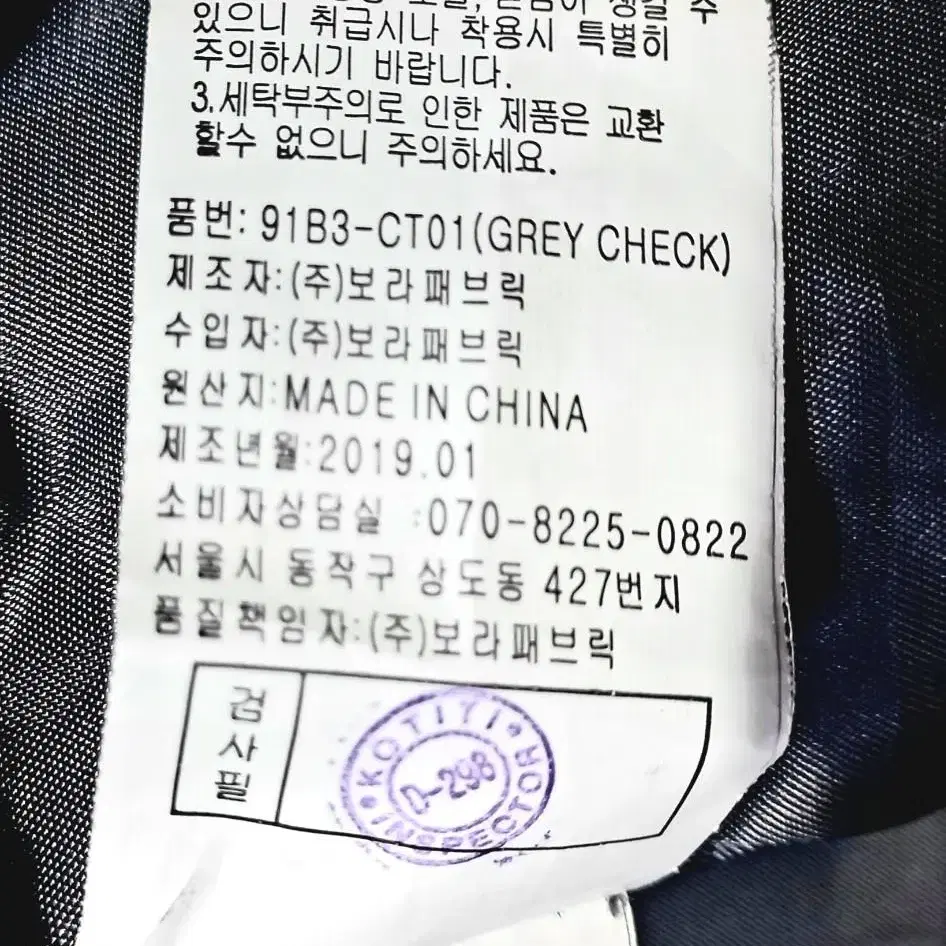 있으니 취급시나 착용시 특별히
주의하시기 바랍니다.
3.세탁부주의로 인한 제품은 교환
할수 없으니 주의하세요.
품번: 91B3-CT01(GREY CHECK)
제조자:(주)보라패브릭
수입자:(주)보라패브릭
원산지:MADE IN CHINA
제조년월:2019.01
소비자상담실 :070-8225-0822
서울시 동작구 상도동 427번지
품질책임자:(주)보라패브릭
검
사
필
KOTITI
D-298
INSPECTOR